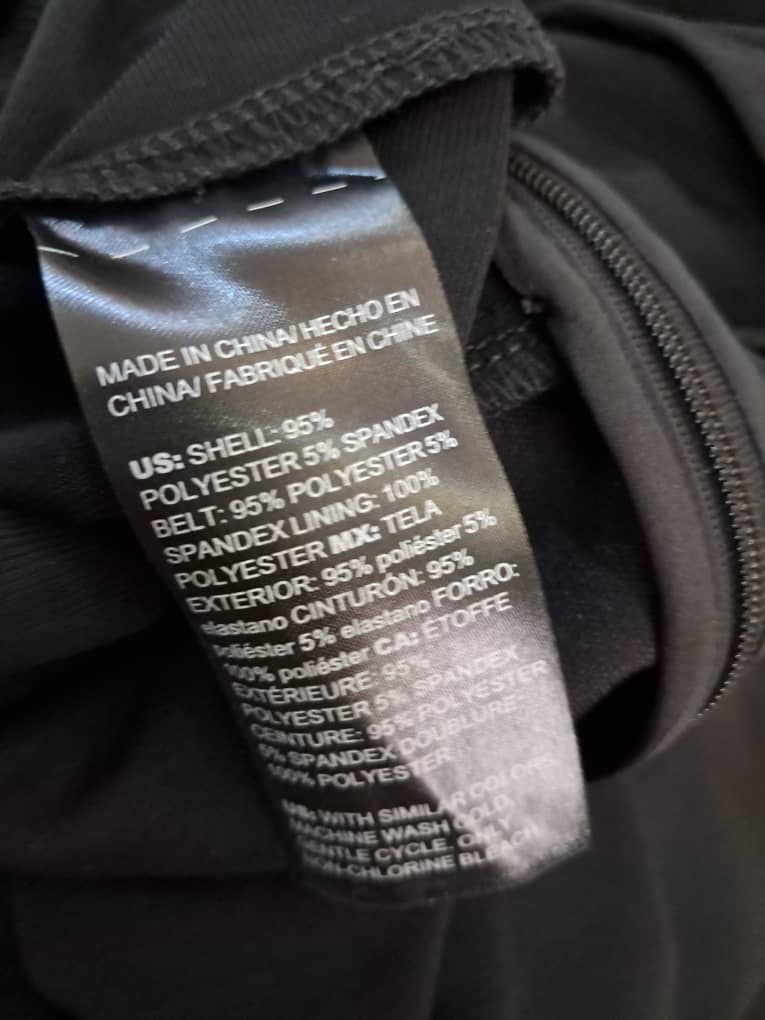 MADE IN CHINA/ HECHO EN
CHINA/ FABRIQUÉ EN CHINE
US: SHELL: 95%
POLYESTER 5% SPANDEX
BELT: 95% POLYESTER 5%
SPANDEX LINING: 100%
POLYESTER MX: TELA
EXTERIOR: 95% poliéster 5%
elastano CINTURÓN: 95%
Poliéster 5% elastano FORRO:
100% poliéster CA: ÉTOFFE
EXTÉRIEURE: 95%
POLYESTER 5% SPANDEX
CEINTURE: 95% POLYESTER
5% SPANDEX DOUBLURE:
100% POLYESTER
WITH SIMILAR COLORS
MACHINE WASH COLD,
GENTLE CYCLE. ONLY
NON-CHLORINE BLEACH